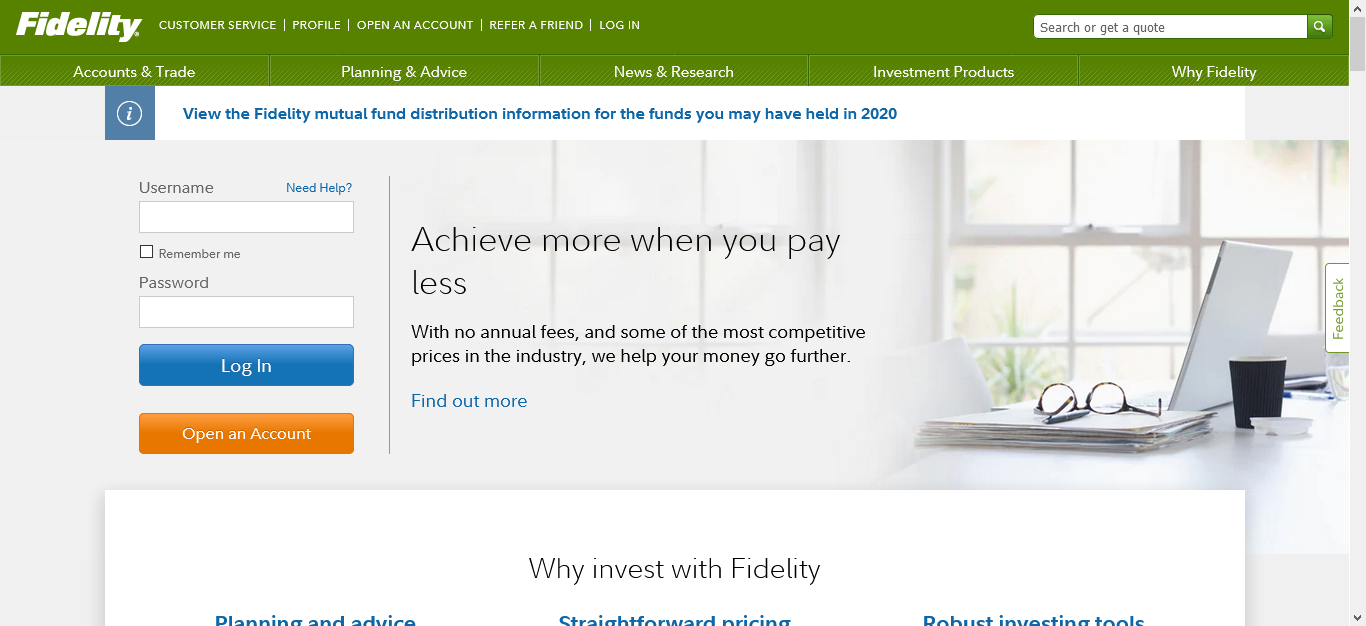 Fidelity
CUSTOMER SERVICE | PROFILE | OPEN AN ACCOUNT | REFER A FRIEND | LOG IN
Search or get a quote
Accounts & Trade
Planning & Advice
News & Research
Investment Products
Why Fidelity
i
View the Fidelity mutual fund distribution information for the funds you may have held in 2020
Username
Need Help?
Remember me
Password
Log In
Open an Account
Achieve more when you pay
less
With no annual fees, and some of the most competitive
prices in the industry, we help your money go further.
Find out more
Feedback
Why invest with Fidelity
Planning and advice
Straightforward pricing
Robust investing tools